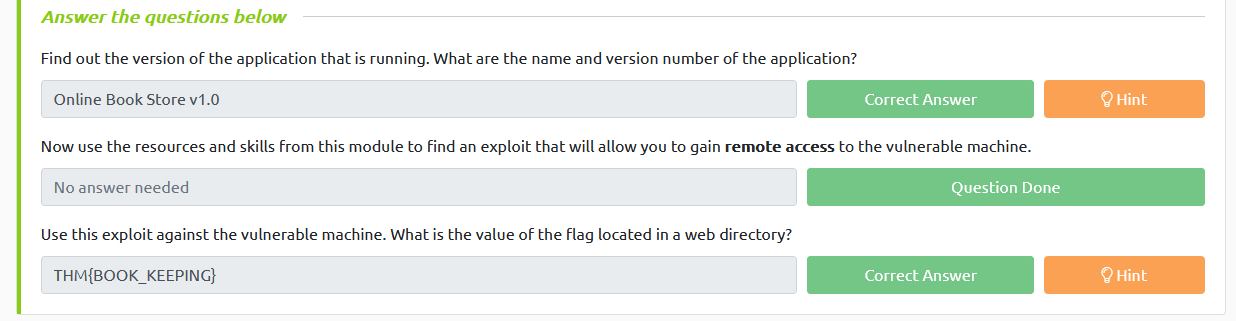 Answer the questions below
Find out the version of the application that is running. What are the name and version number of the application?
Online Book Store v1.0
Correct Answer
Hint
Now use the resources and skills from this module to find an exploit that will allow you to gain remote access to the vulnerable machine.
No answer needed
Question Done
Use this exploit against the vulnerable machine. What is the value of the flag located in a web directory?
THM{BOOK_KEEPING}
Correct Answer
Hint